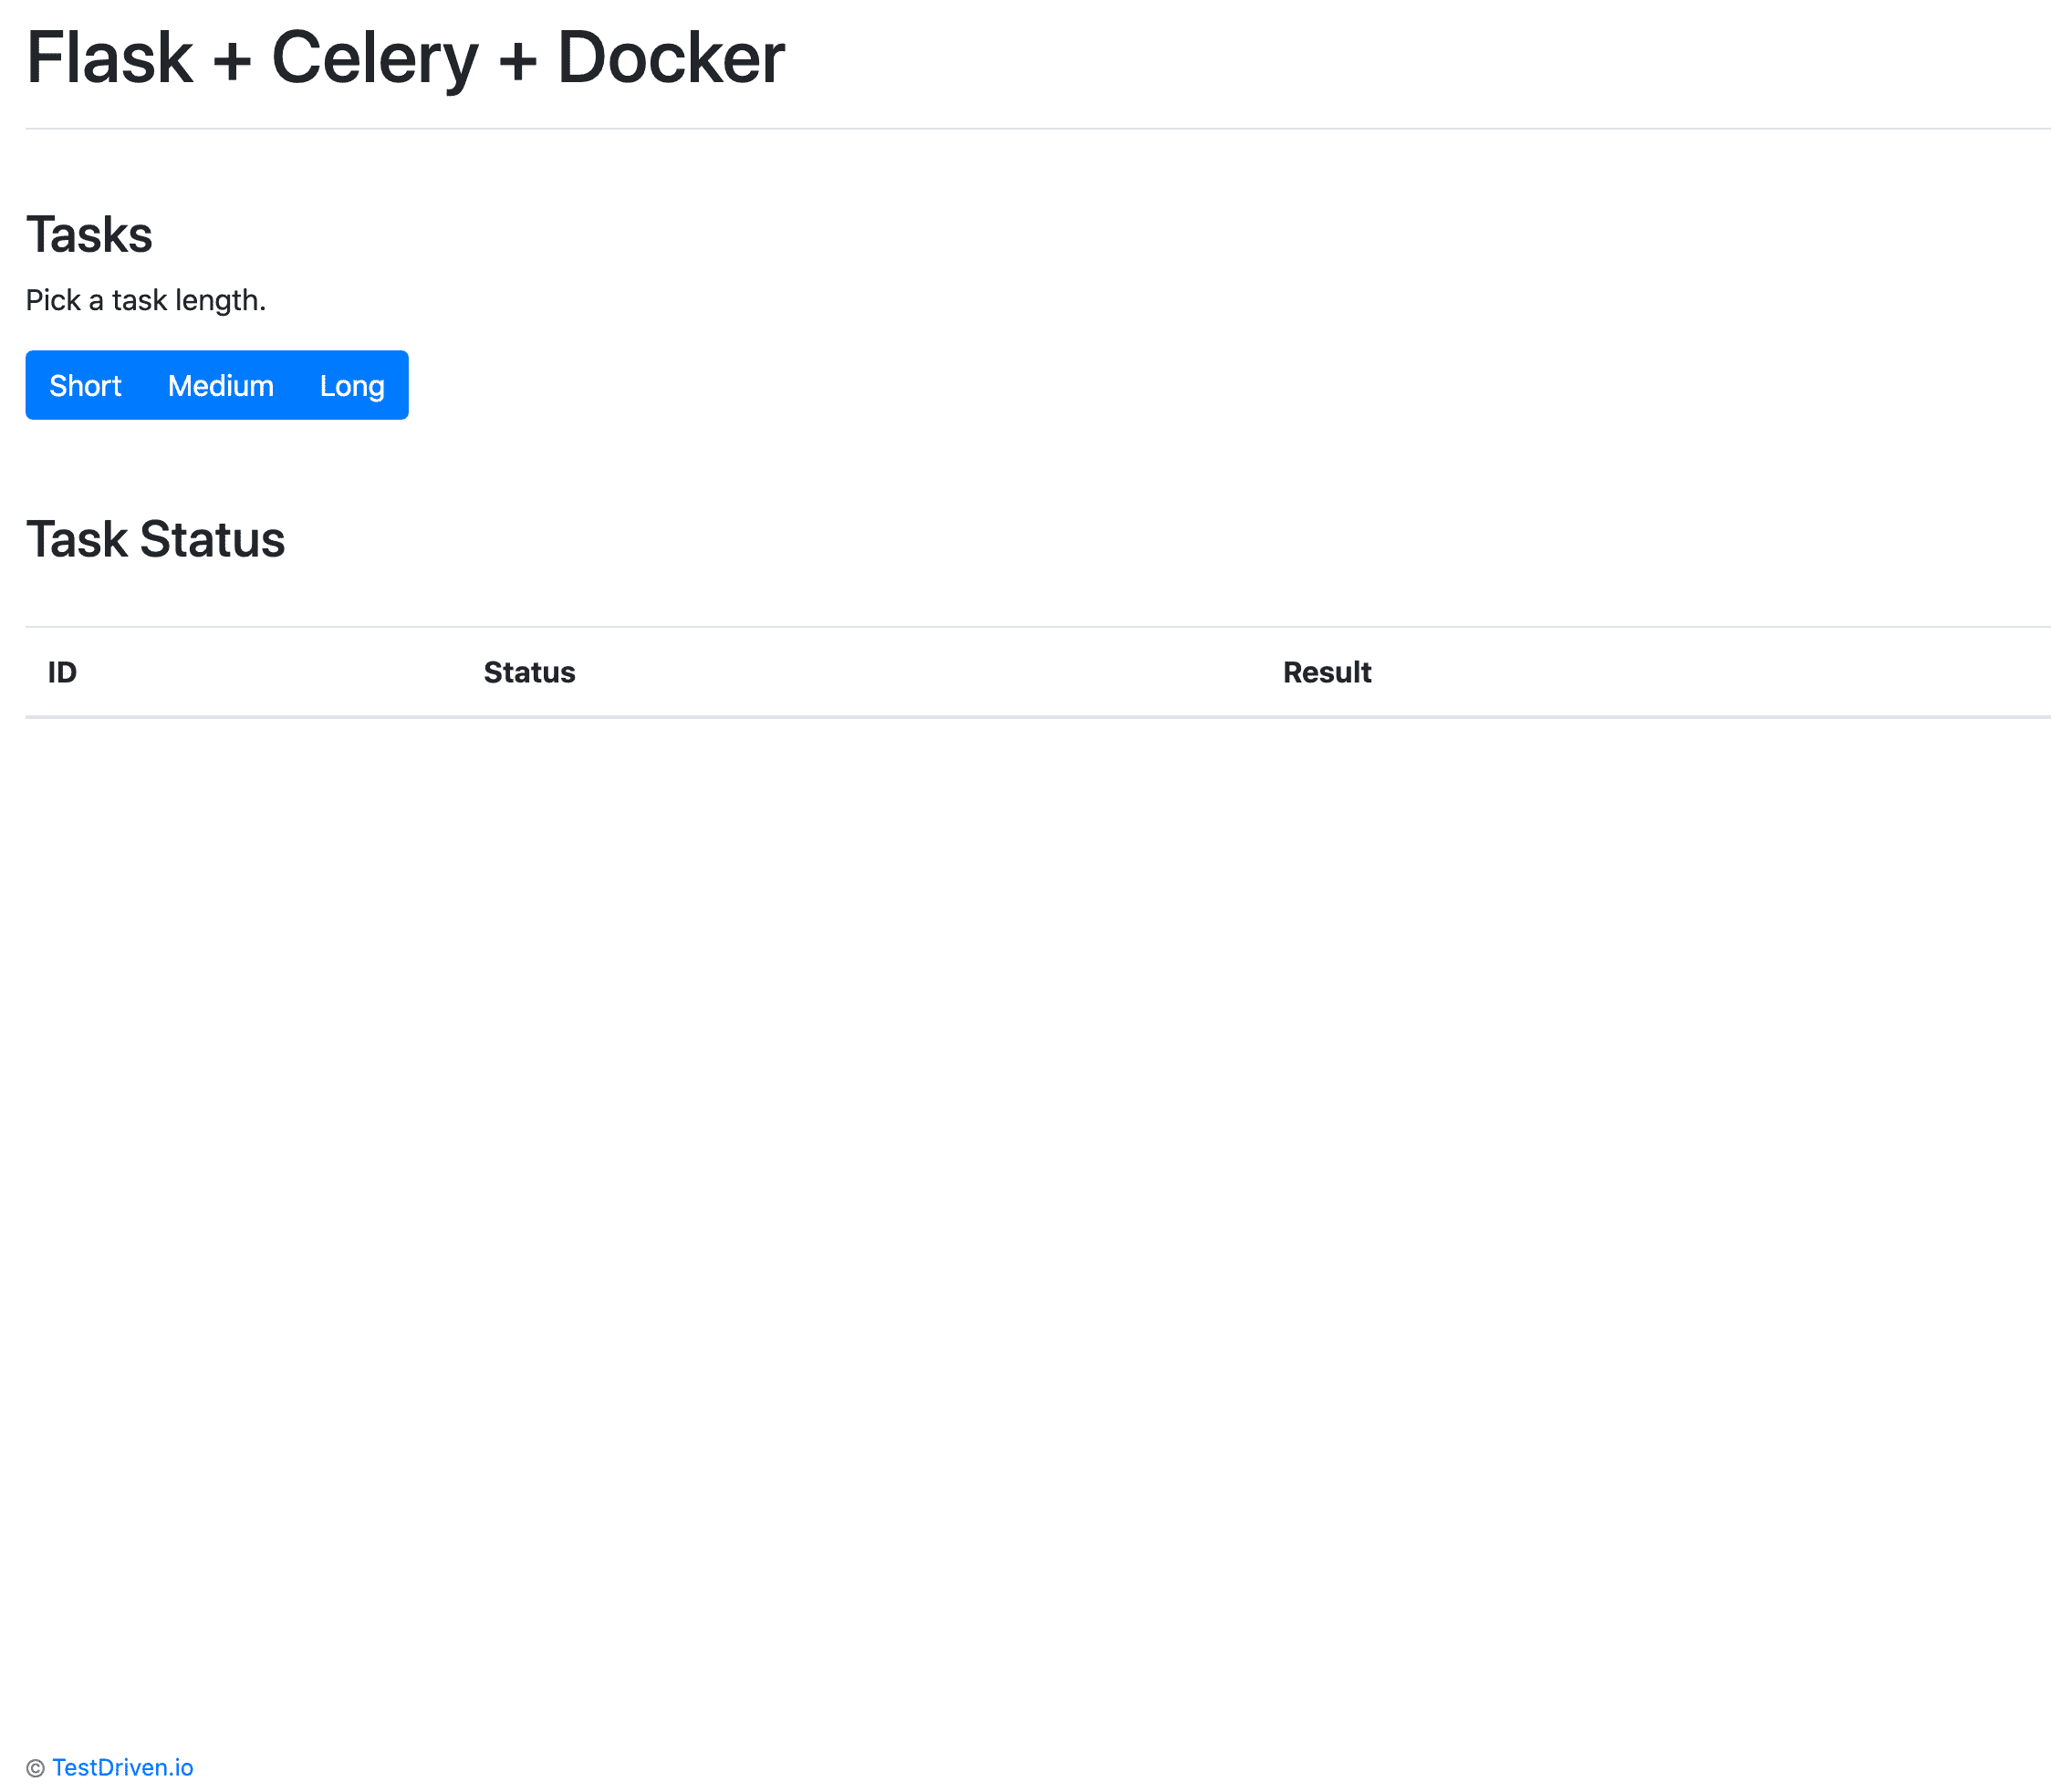 Flask + Celery + Docker
Tasks
Pick a task length.
Short Medium Long
Task Status
ID Status Result
© TestDriven.io